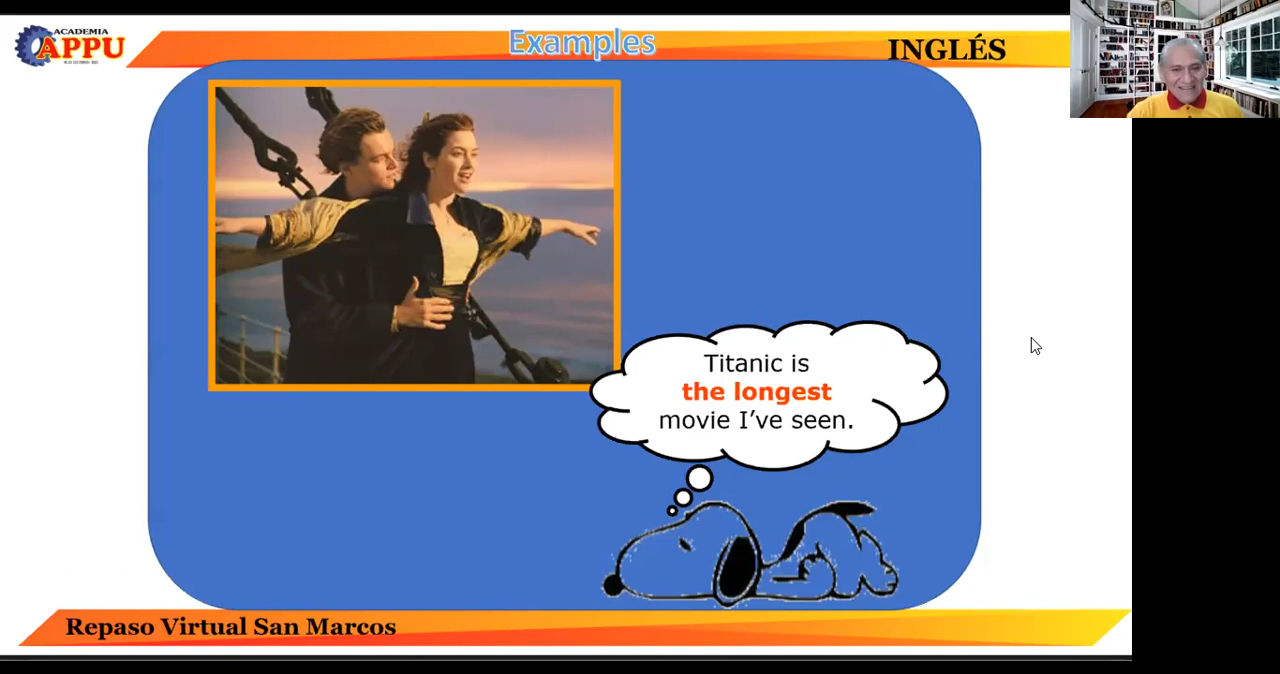 ACADEMIA
APPU
Examples
INGLÉS
Titanic is
the longest
movie I’ve seen.
Repaso Virtual San Marcos